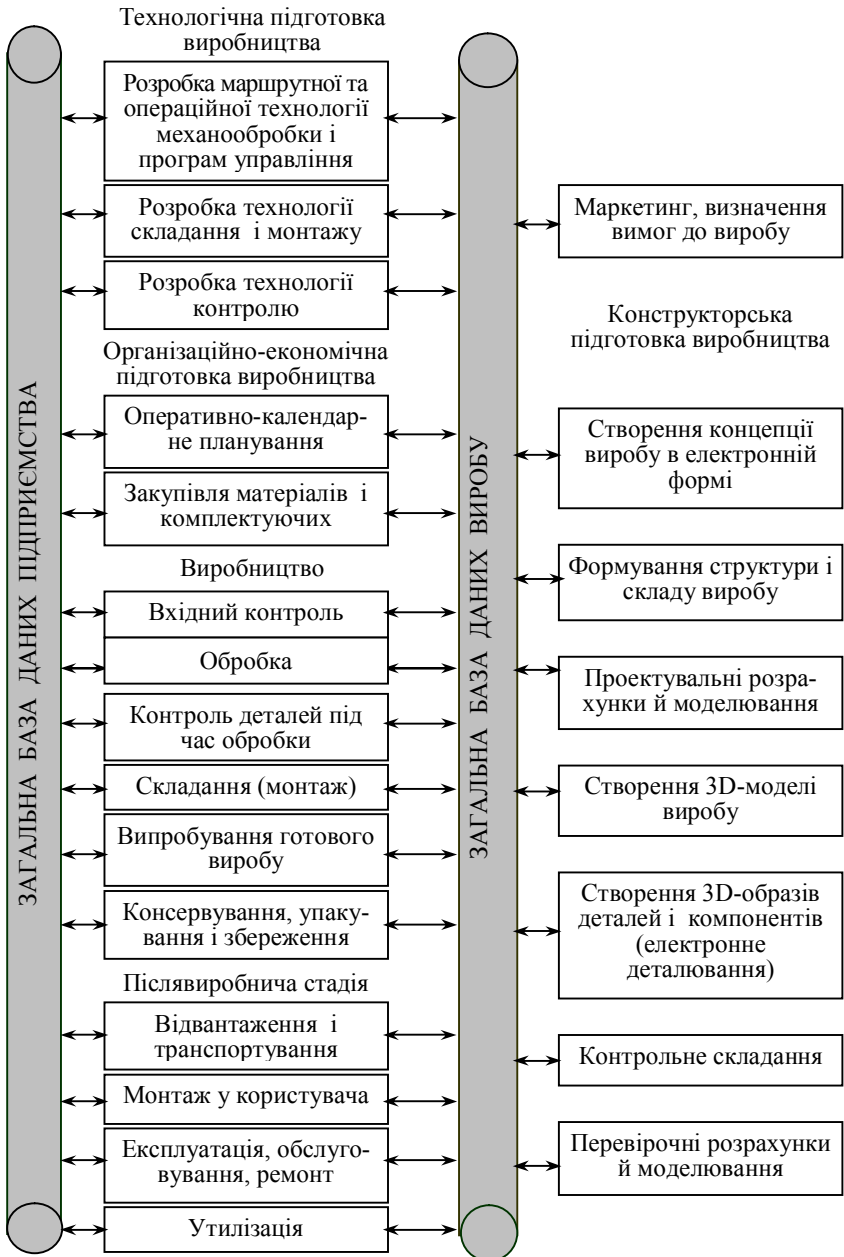 Технологічна підготовка
виробництва
Розробка маршрутної та
операційної технології
механообробки і
програм управління
Розробка технології
складання і монтажу
Розробка технології
контролю
Організаційно-економічна
підготовка виробництва
Оперативно-календар-
не планування
Закупівля матеріалів і
комплектуючих
Виробництво
Вхідний контроль
Обробка
Контроль деталей під
час обробки
Складання (монтаж)
Випробування готового
виробу
Консервування, упаку-
вання і збереження
Післявиробнича стадія
Відвантаження і
транспортування
Монтаж у користувача
Експлуатація, обслуго-
вування, ремонт
Утилізація
ЗАГАЛЬНА БАЗА ДАНИХ ПІДПРИЄМСТВА
ЗАГАЛЬНА БАЗА ДАНИХ ВИРОБУ
Маркетинг, визначення
вимог до виробу
Конструкторська
підготовка виробництва
Створення концепції
виробу в електронній
формі
Формування структури і
складу виробу
Проектувальні розра-
хунки й моделювання
Створення 3D-моделі
виробу
Створення 3D-образів
деталей і компонентів
(електронне
деталювання)
Контрольне складання
Перевірочні розрахунки
й моделювання